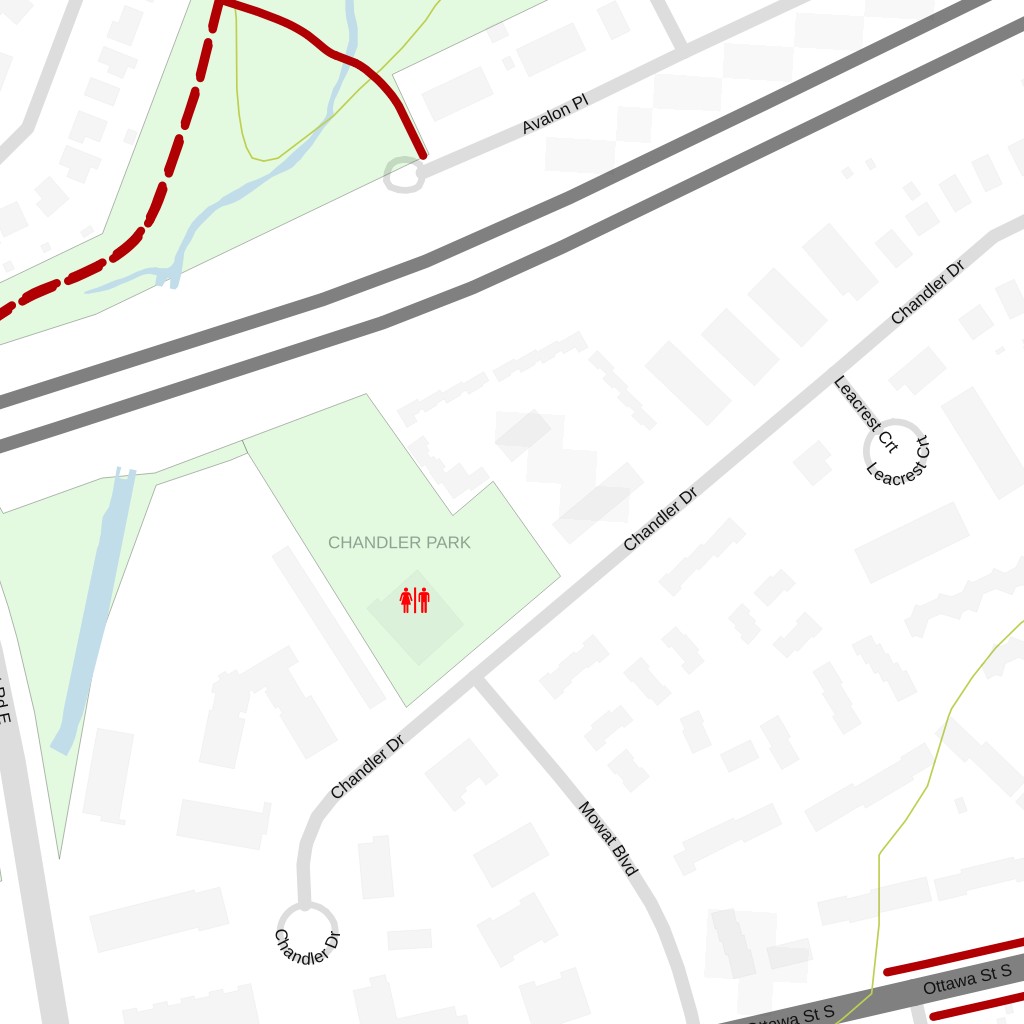 Avalon Pl
Chandler Dr
Leacrest Crt
Leacrest Crt
Chandler Dr
CHANDLER PARK
Rd E
Chandler Dr
Mowat Blvd
Chandler Dr
Ottawa St S
Ottawa St S